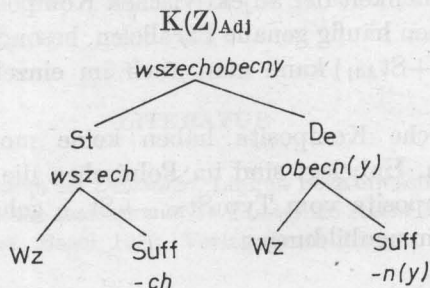 K(Z)Adj
wszechobecny
St De
wszech obecn(y)
Wz Suff Wz Suff
-ch -n(y)